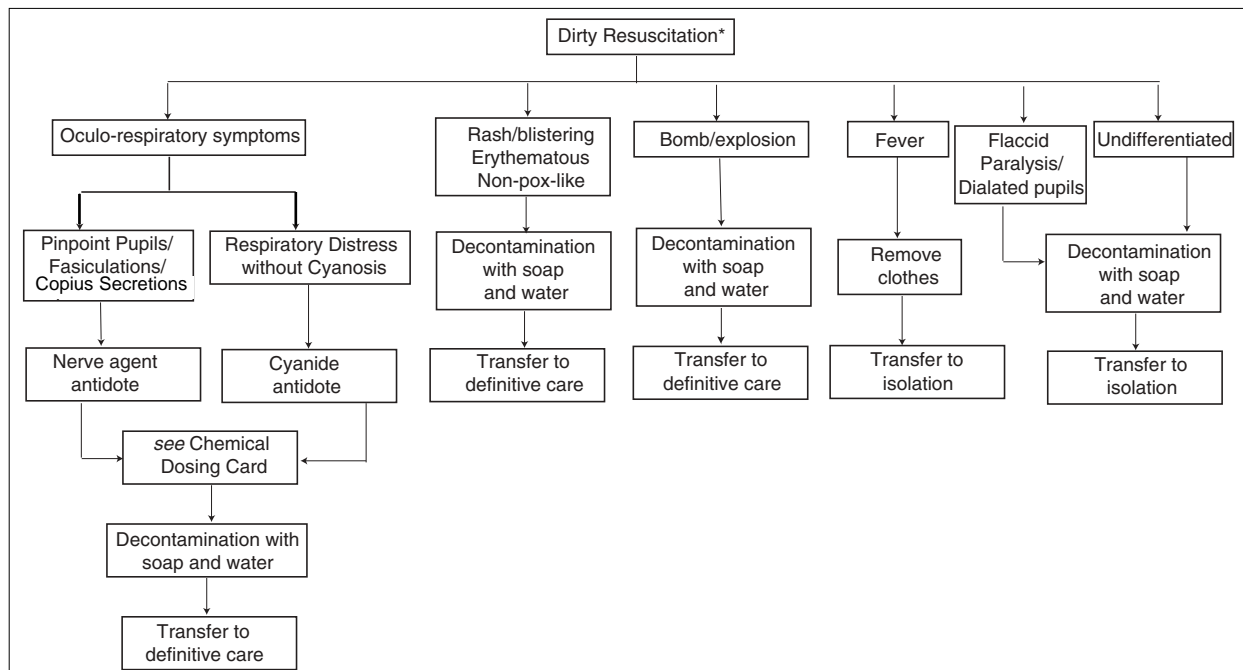 Dirty Resuscitation*
Oculo-respiratory symptoms
Rash/blistering
Erythematous
Non-pox-like
Bomb/explosion
Fever
Flaccid
Paralysis/
Dialated pupils
Undifferentiated
Pinpoint Pupils/
Fasiculations/
Copius Secretions
Respiratory Distress
without Cyanosis
Decontamination
with soap
and water
Decontamination
with soap
and water
Remove
clothes
Decontamination
with soap
and water
Nerve agent
antidote
Cyanide
antidote
Transfer to
definitive care
Transfer to
definitive care
Transfer to
isolation
Transfer to
isolation
see Chemical
Dosing Card
Decontamination with
soap and water
Transfer to
definitive care